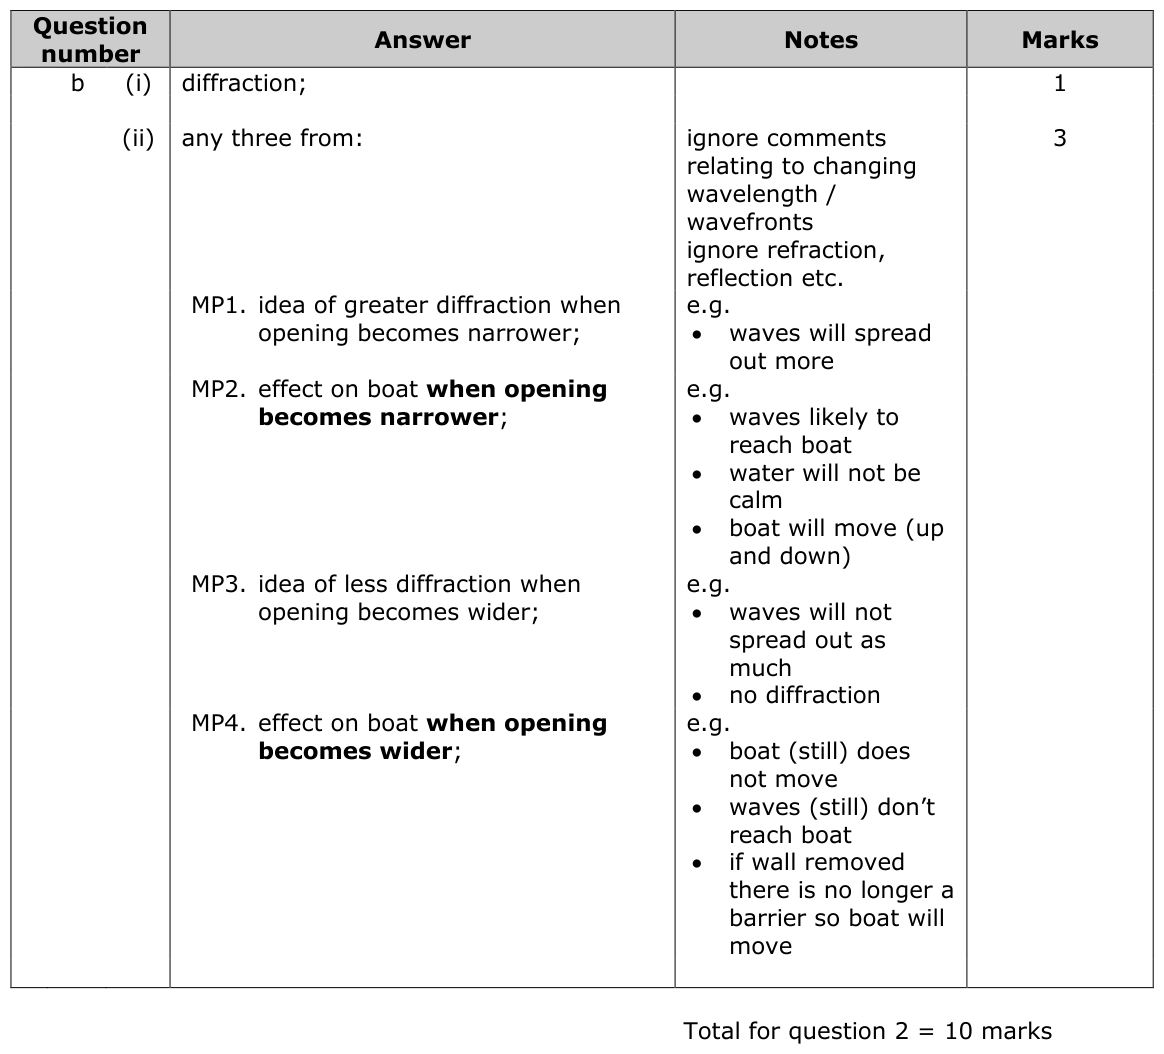 Question number Answer Notes Marks
b (i) diffraction; 1
(ii) any three from: ignore comments 3
relating to changing
wavelength /
wavefronts
ignore refraction,
reflection etc.
MP1. idea of greater diffraction when e.g.
opening becomes narrower; • waves will spread
out more
MP2. effect on boat when opening e.g.
becomes narrower; • waves likely to
reach boat
• water will not be
calm
• boat will move (up
and down)
MP3. idea of less diffraction when e.g.
opening becomes wider; • waves will not
spread out as
much
• no diffraction
MP4. effect on boat when opening e.g.
becomes wider; • boat (still) does
not move
• waves (still) don’t
reach boat
• if wall removed
there is no longer a
barrier so boat will
move
Total for question 2 = 10 marks